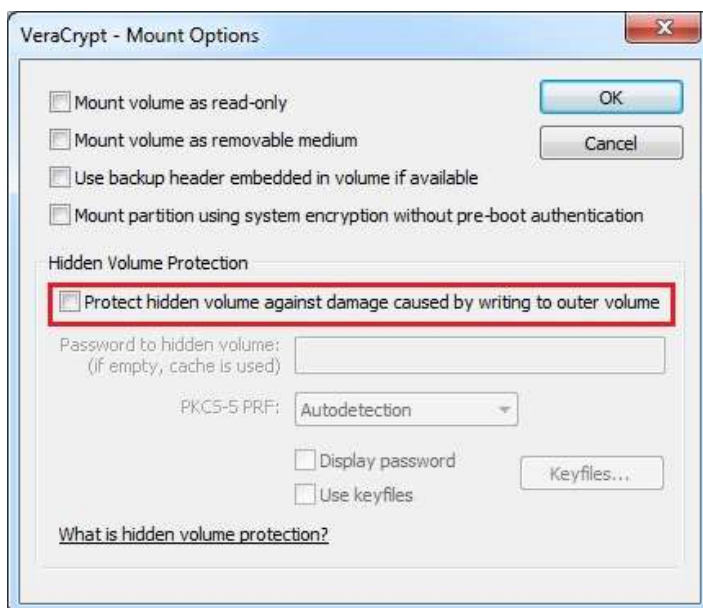 VeraCrypt - Mount Options
Mount volume as read-only
OK
Mount volume as removable medium
Cancel
Use backup header embedded in volume if available
Mount partition using system encryption without pre-boot authentication
Hidden Volume Protection
Protect hidden volume against damage caused by writing to outer volume
Password to hidden volume:
(if empty, cache is used)
PKCS-5 PRF:
Autodetection
Display password
Keyfiles...
Use keyfiles
What is hidden volume protection?